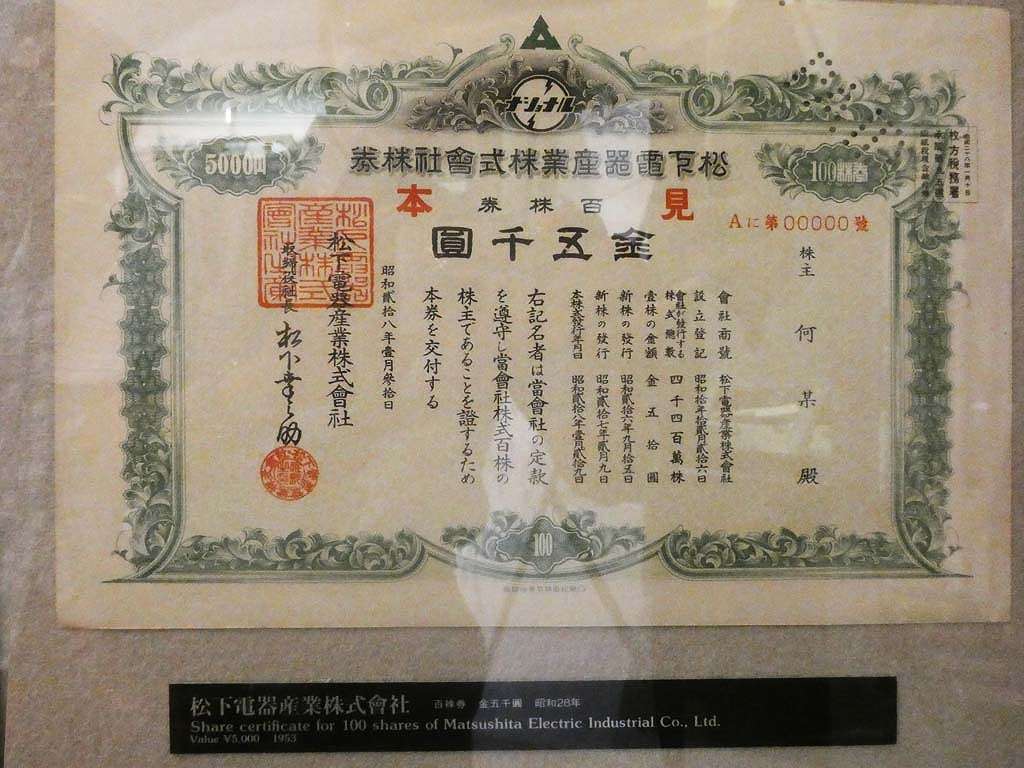 ナショナル
松下電器産業株式會社株券
5000圓
100株券
見本
百株券
枚方税務署
Aに第00000號
金五千圓
株主 何某殿
會社商號 松下電器産業株式會社
設立登記 昭和拾年拾貳月貳拾六日
會社が發行する株式總數 四千四百萬株
壹株の金額 金五拾圓
新株の發行 昭和貳拾六年九月拾五日
新株の發行 昭和貳拾七年貳月九日
本株式發行年月日 昭和貳拾八年壹月貳拾九日
右記名者は當會社の定款
を遵守し當會社株式百株の
株主であることを證するため
本券を交付する
昭和貳拾八年壹月參拾日
松下電器産業株式會社
取締役社長 松下幸之助
100
松下電器産業株式會社 百株券 金五千圓 昭和28年
Share certificate for 100 shares of Matsushita Electric Industrial Co., Ltd.
Value ¥5,000 1953